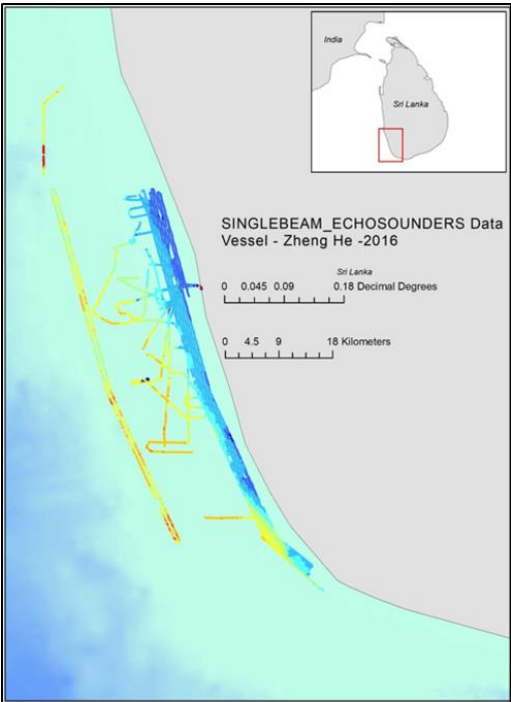 India
Sri Lanka
SINGLEBEAM_ECHOSOUNDERS Data
Vessel - Zheng He -2016
Sri Lanka
0 0.045 0.09 0.18 Decimal Degrees
0 4.5 9 18 Kilometers